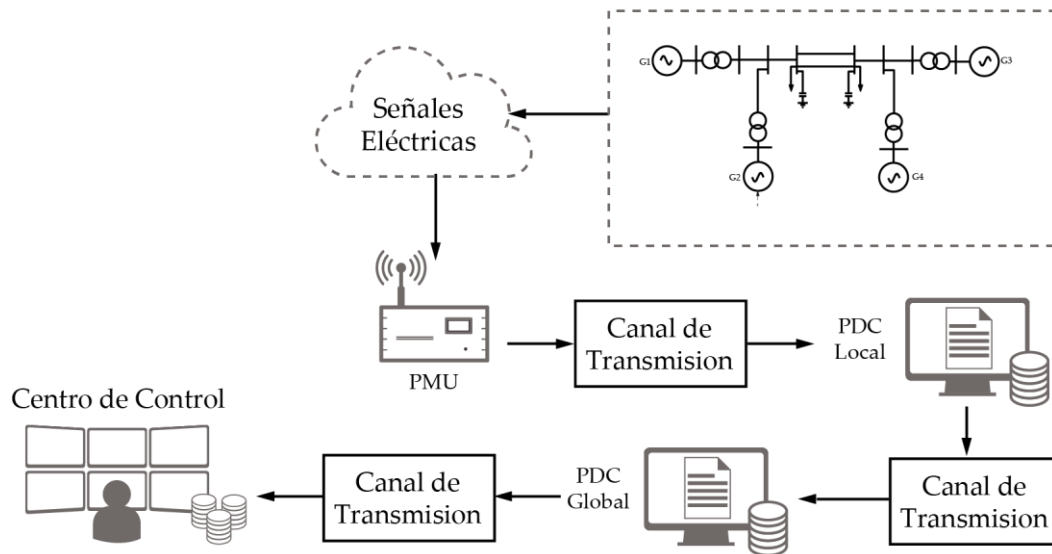 G1
G3
Señales
Eléctricas
G2
G4
Canal de
Transmision
PDC
Local
PMU
Centro de Control
Canal de
Transmision
PDC
Global
Canal de
Transmision